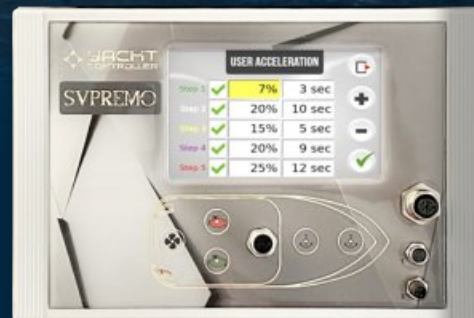 YACHT
CONTROLLER
SVPREMO
USER ACCELERATION
Step 1 7% 3 sec
Step 2 20% 10 sec
Step 3 15% 5 sec
Step 4 20% 9 sec
Step 5 25% 12 sec